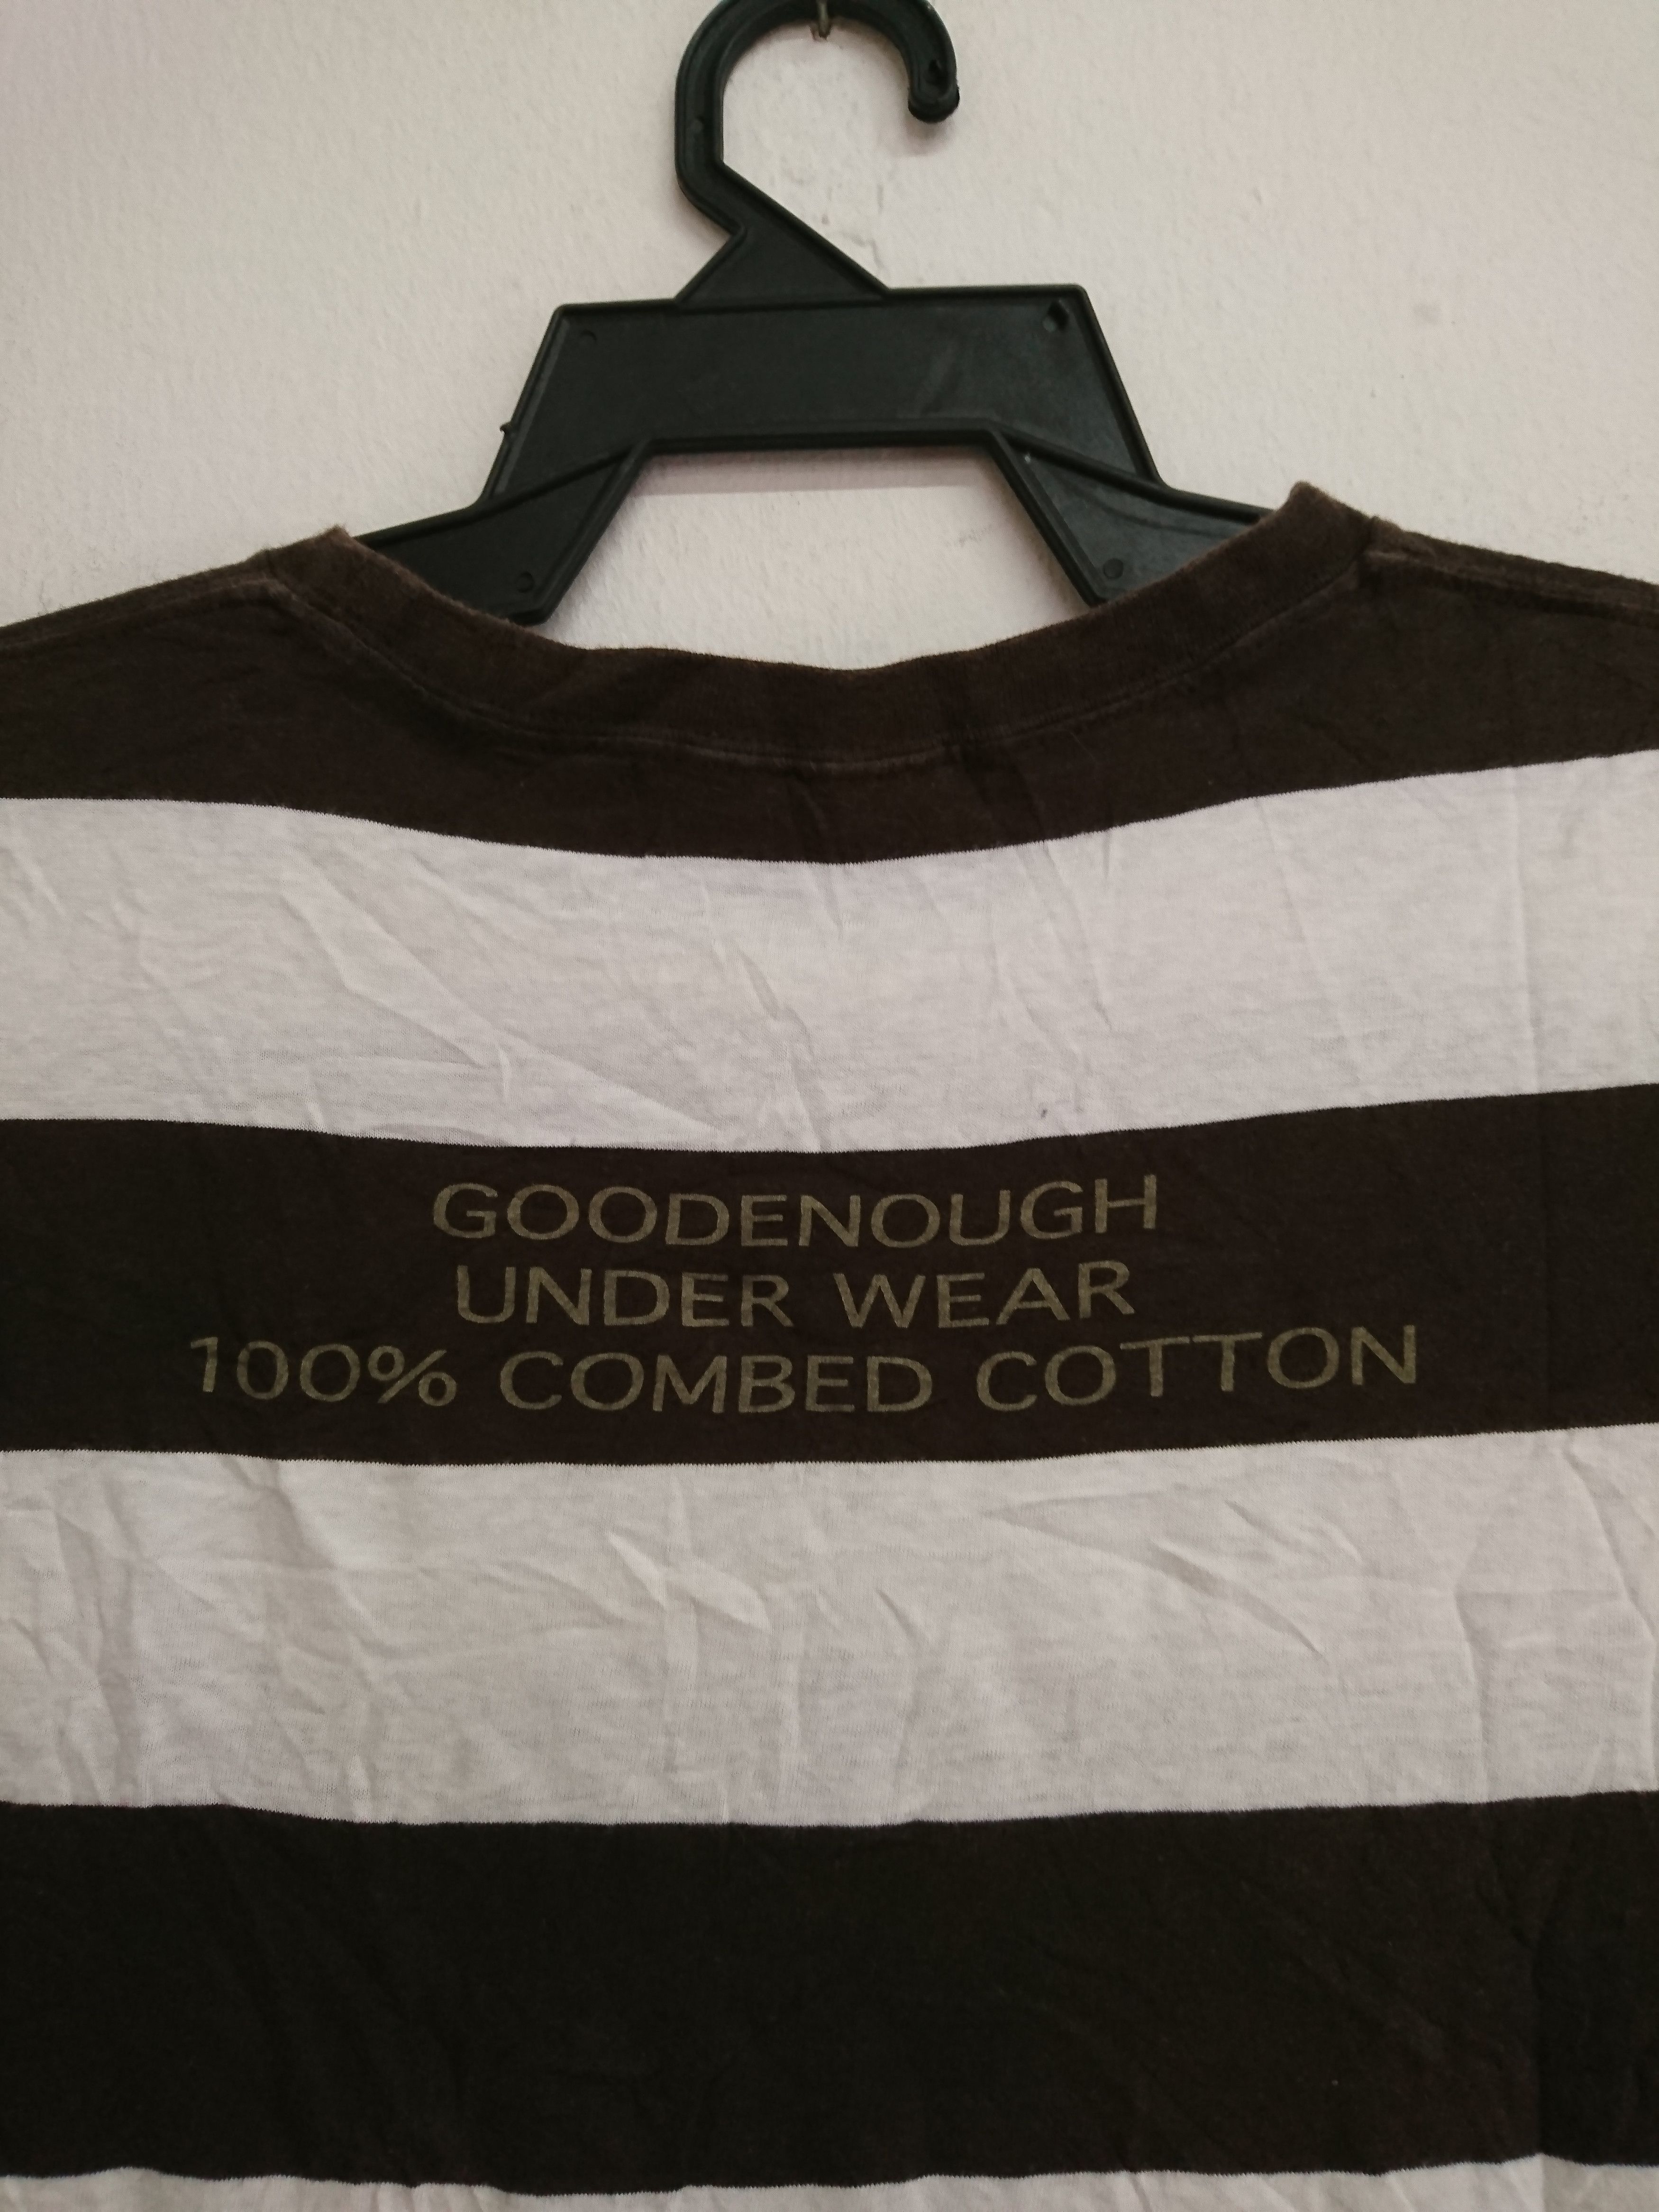 GOODENOUGH
UNDER WEAR
100% COMBED COTTON